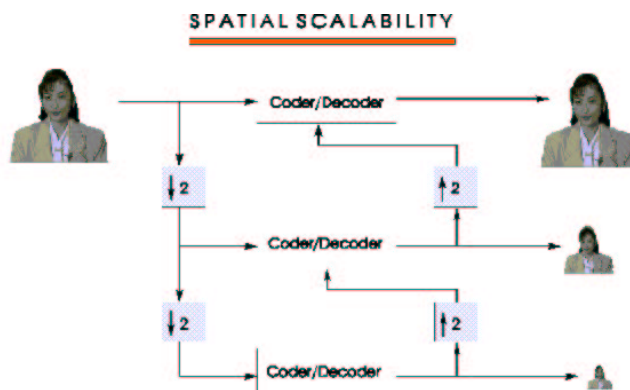 SPATIAL SCALABILITY
Coder/Decoder
↓ 2
↑ 2
Coder/Decoder
↓ 2
↑ 2
Coder/Decoder